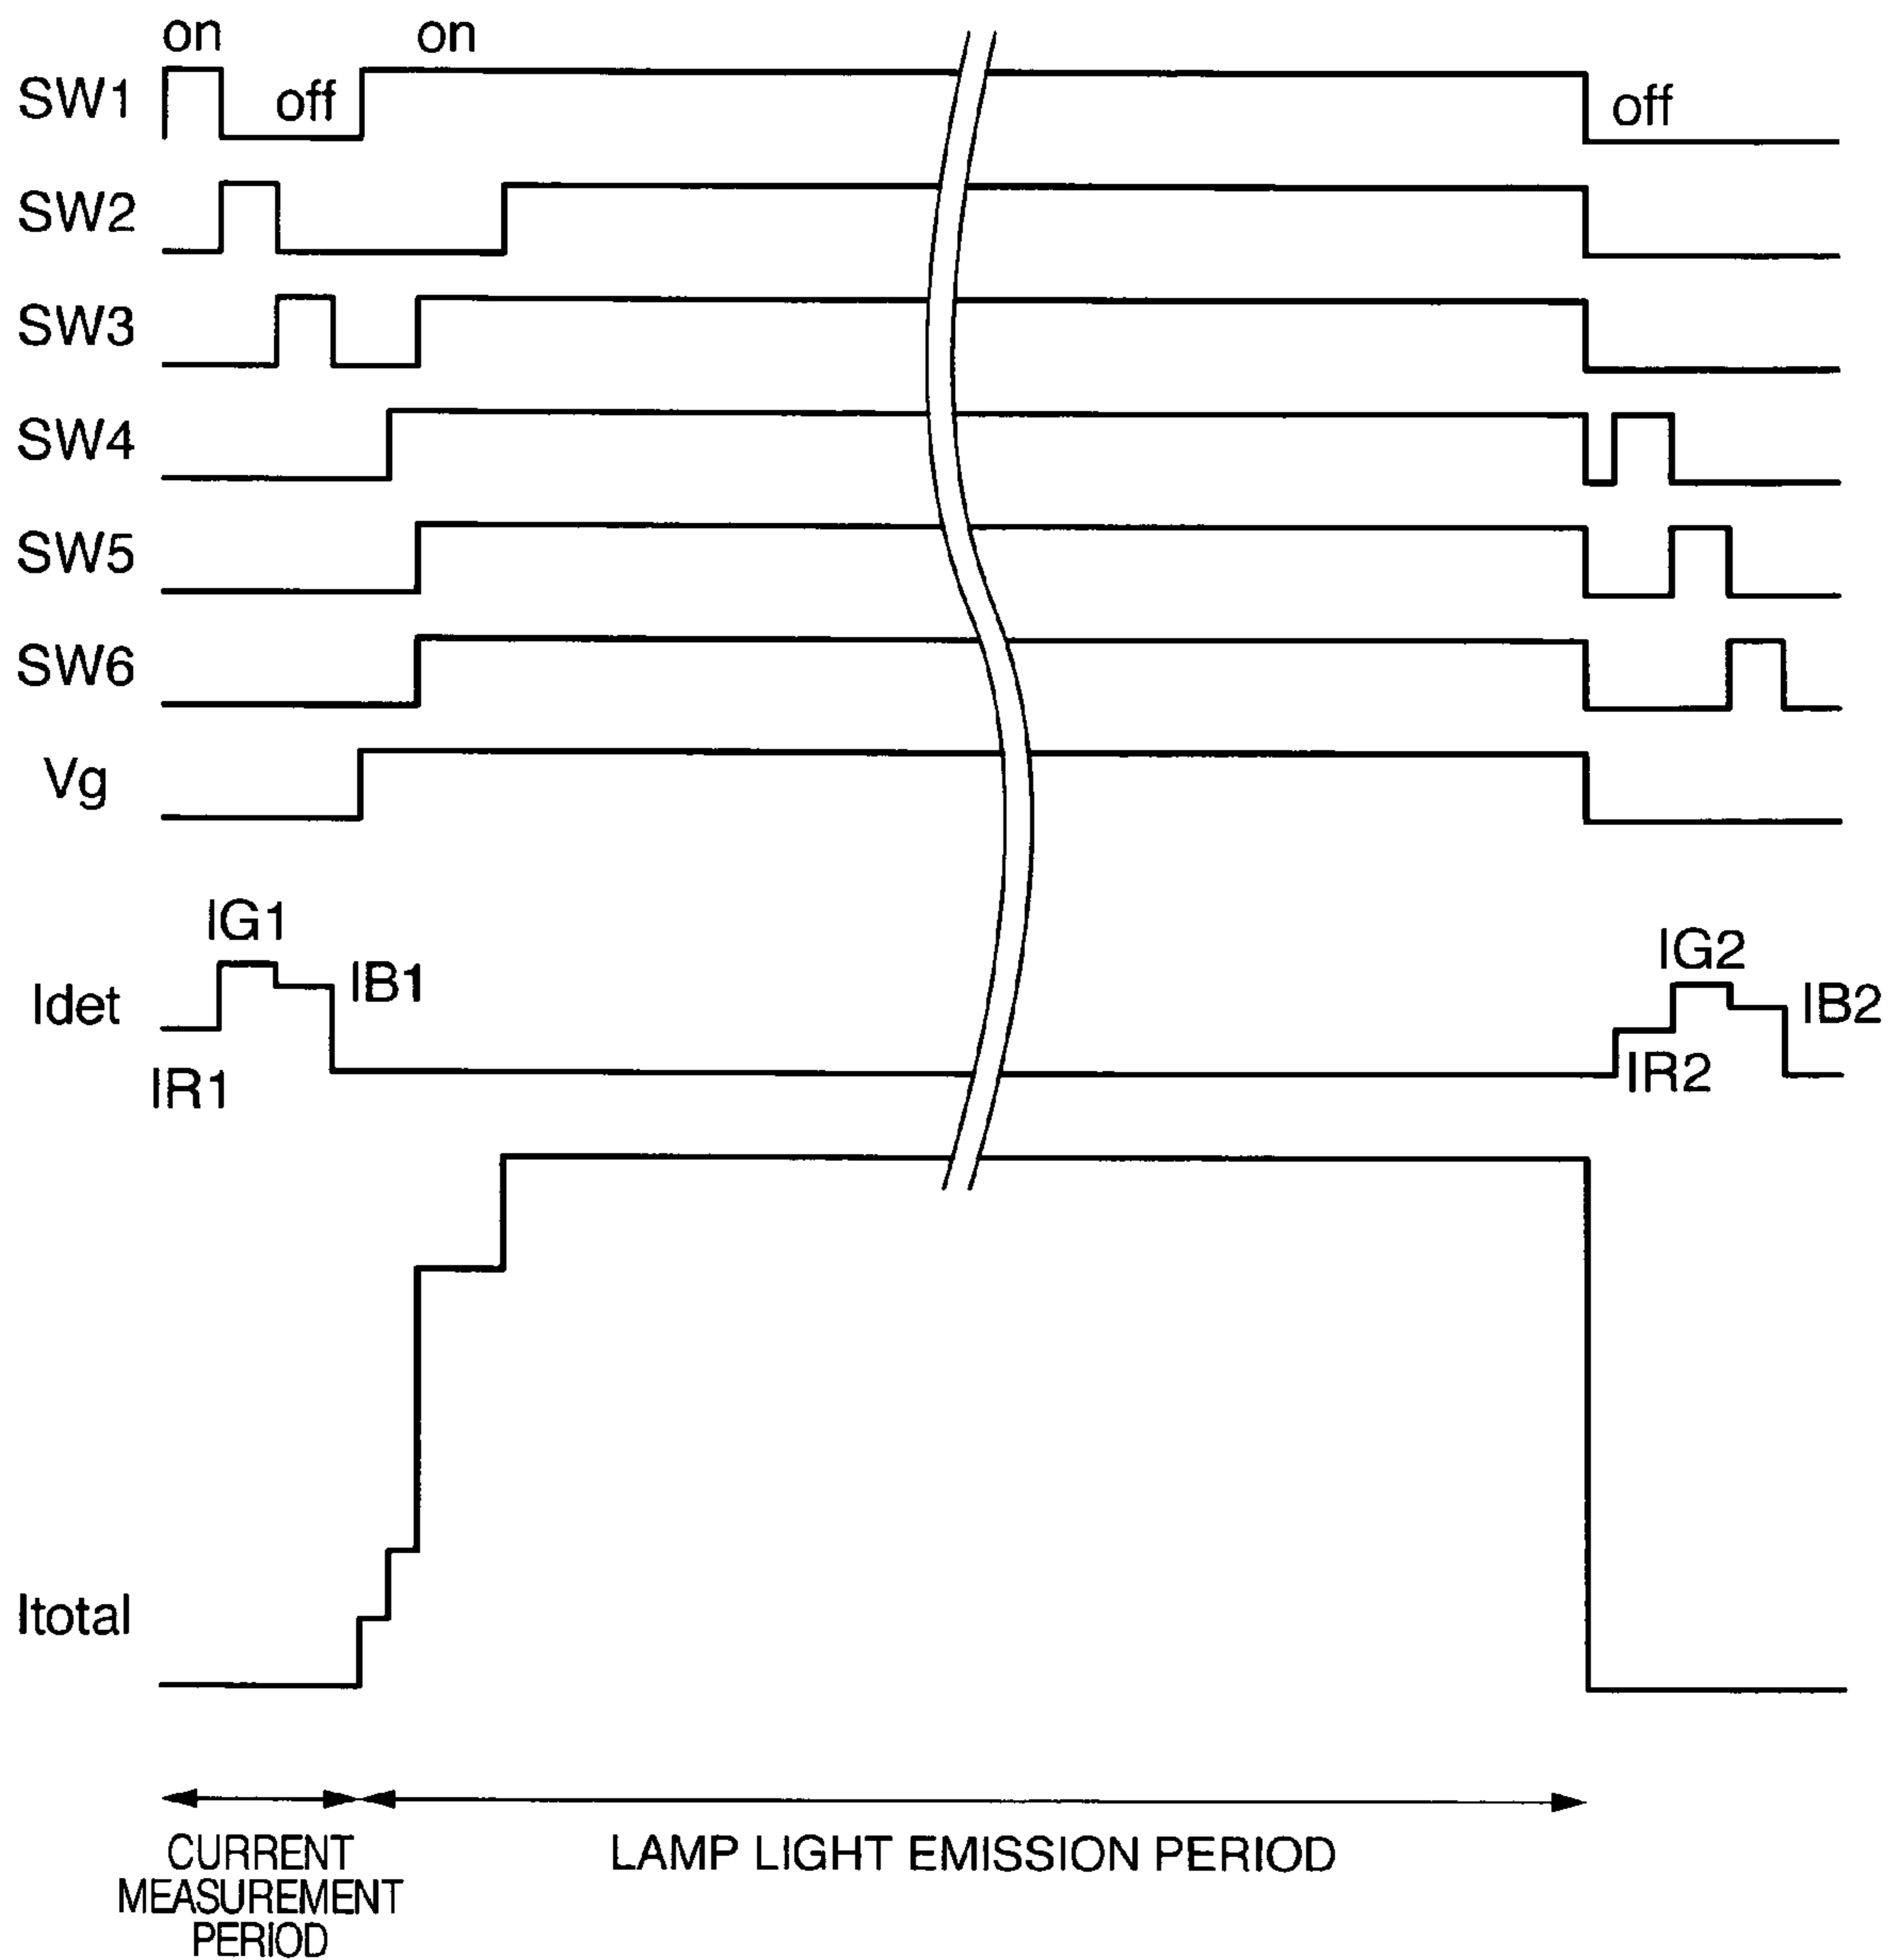 on
on
SW1
off
off
SW2
SW3
SW4
SW5
SW6
Vg
IG1
IG2
Idet
IB1
IB2
IR1
IR2
Itotal
CURRENT
MEASUREMENT
PERIOD
LAMP LIGHT EMISSION PERIOD